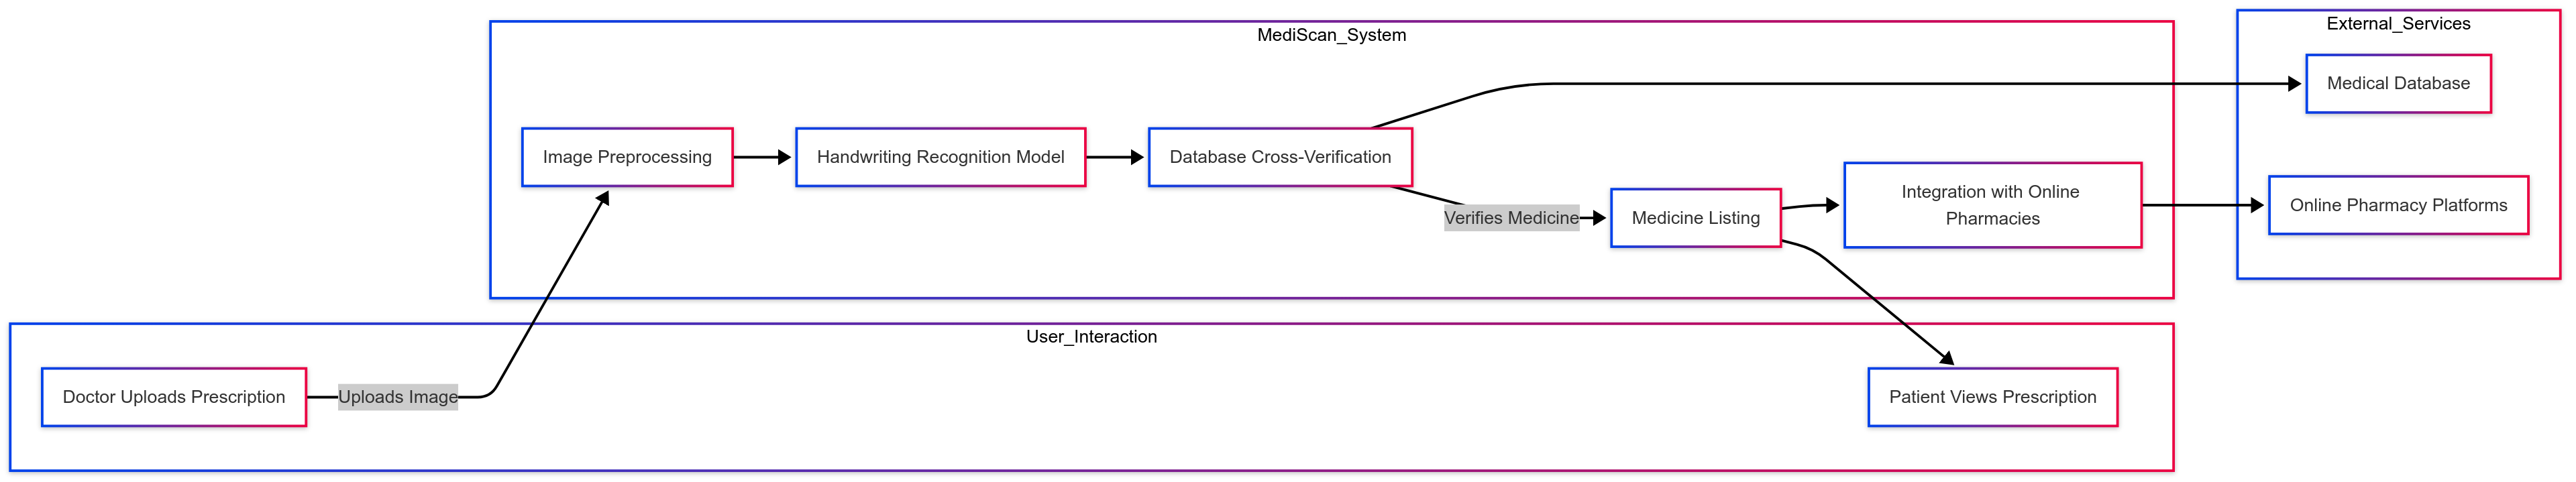 MediScan_System
External_Services
Medical Database
Image Preprocessing
Handwriting Recognition Model
Database Cross-Verification
Verifies Medicine
Medicine Listing
Integration with Online
Pharmacies
Online Pharmacy Platforms
User_Interaction
Doctor Uploads Prescription
Uploads Image
Patient Views Prescription